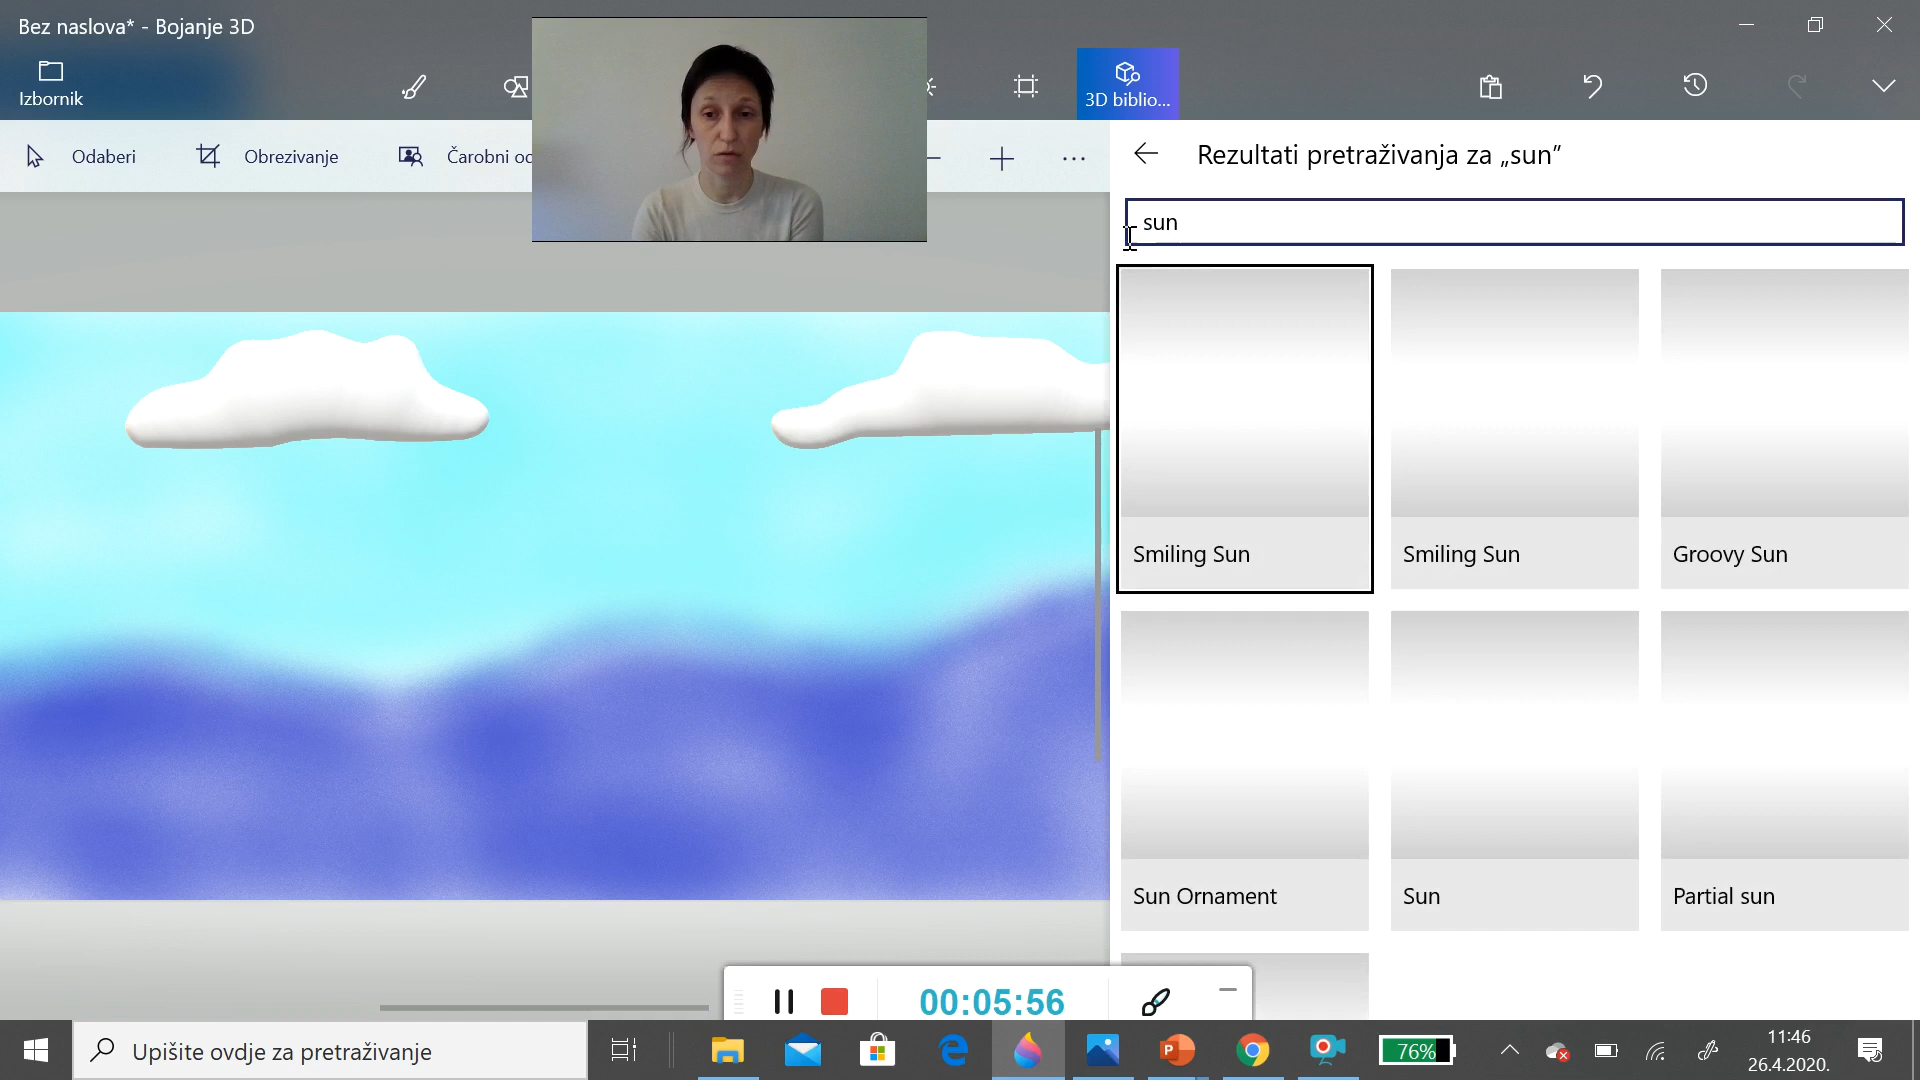 Bez naslova* - Bojanje 3D
Izbornik
3D biblio...
Odaberi
Obrezivanje
Čarobni oc
Rezultati pretraživanja za „sun”
sun
Smiling Sun
Smiling Sun
Groovy Sun
Sun Ornament
Sun
Partial sun
00:05:56
Upišite ovdje za pretraživanje
76%
11:46
26.4.2020.